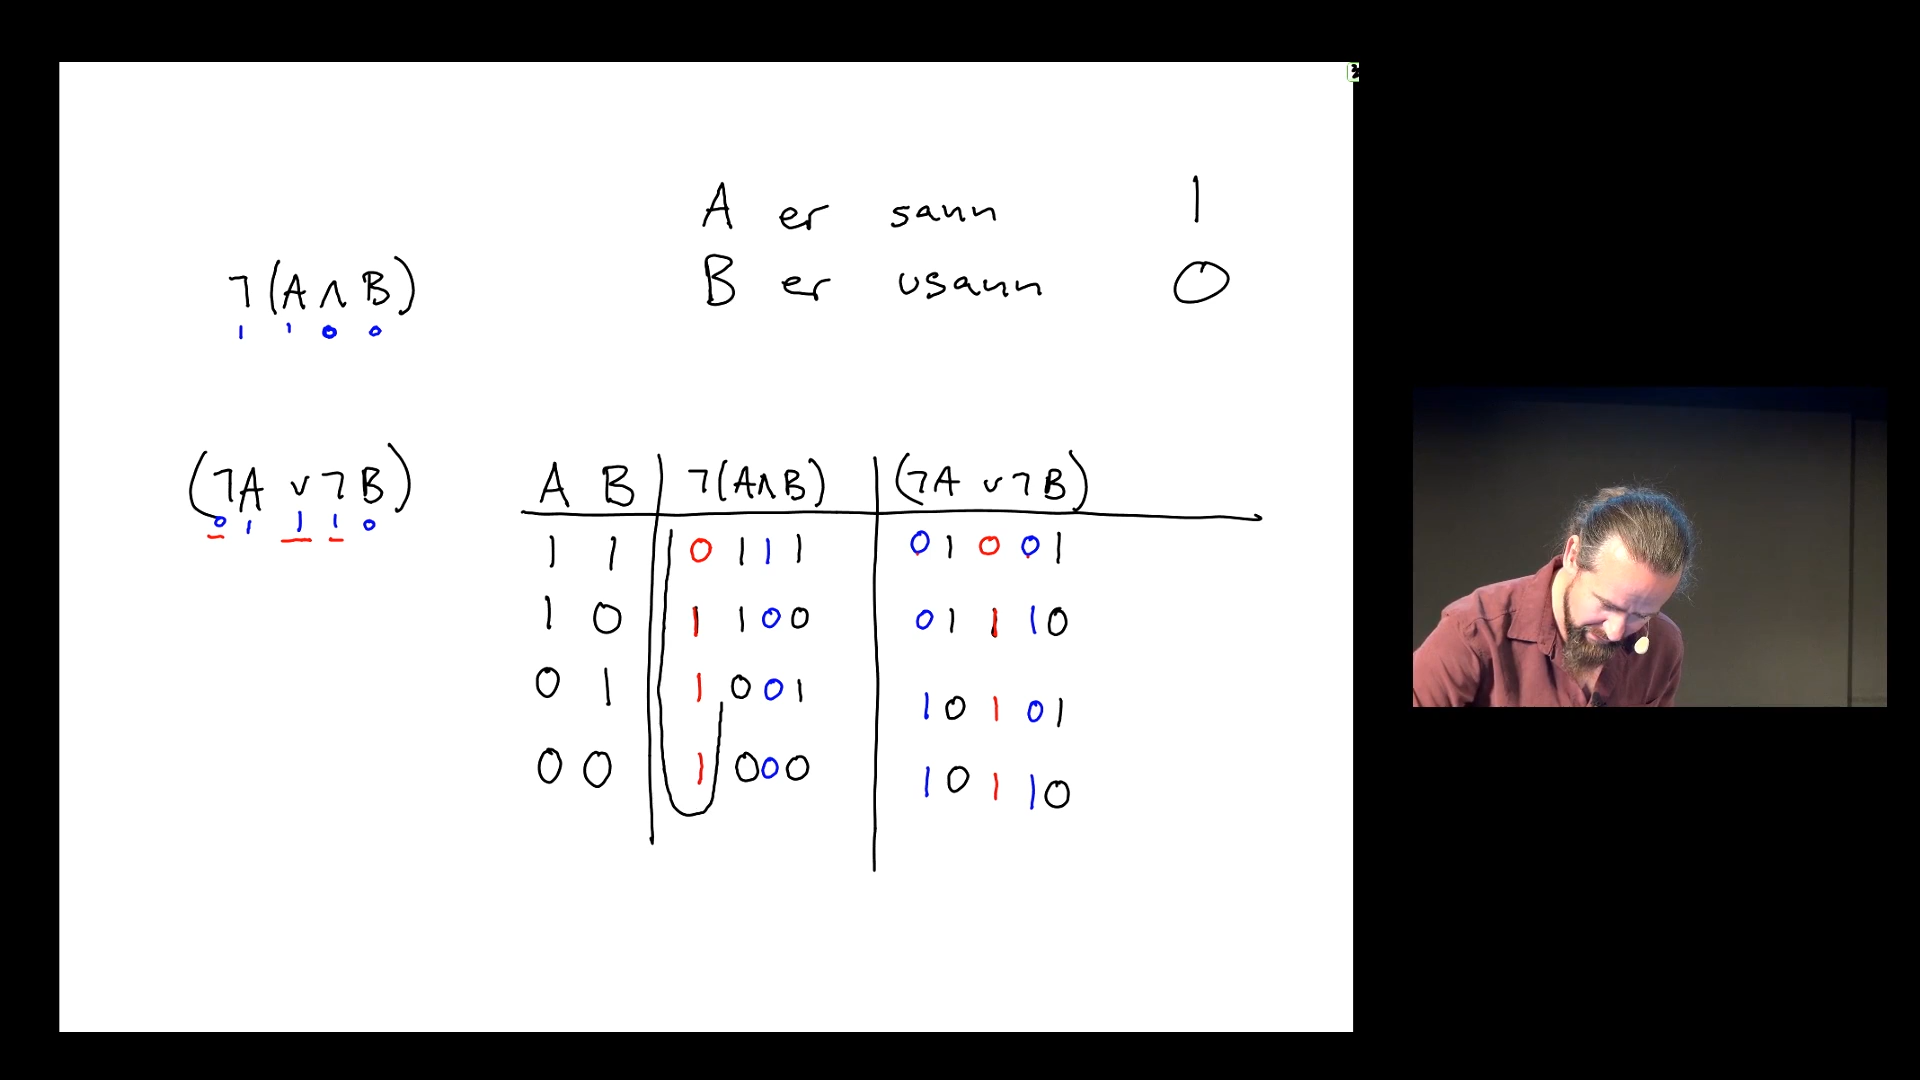 A er sann 1
B er usann 0
¬(A∧B)
1 1 0 0
(¬A ∨ ¬B)
0 1 1 1 0
A B ¬(A∧B) (¬A ∨ ¬B)
1 1 0 1 1 1 0 1 0 0 1
1 0 1 1 0 0 0 1 1 1 0
0 1 1 0 0 1 1 0 1 0 1
0 0 1 0 0 0 1 0 1 1 0